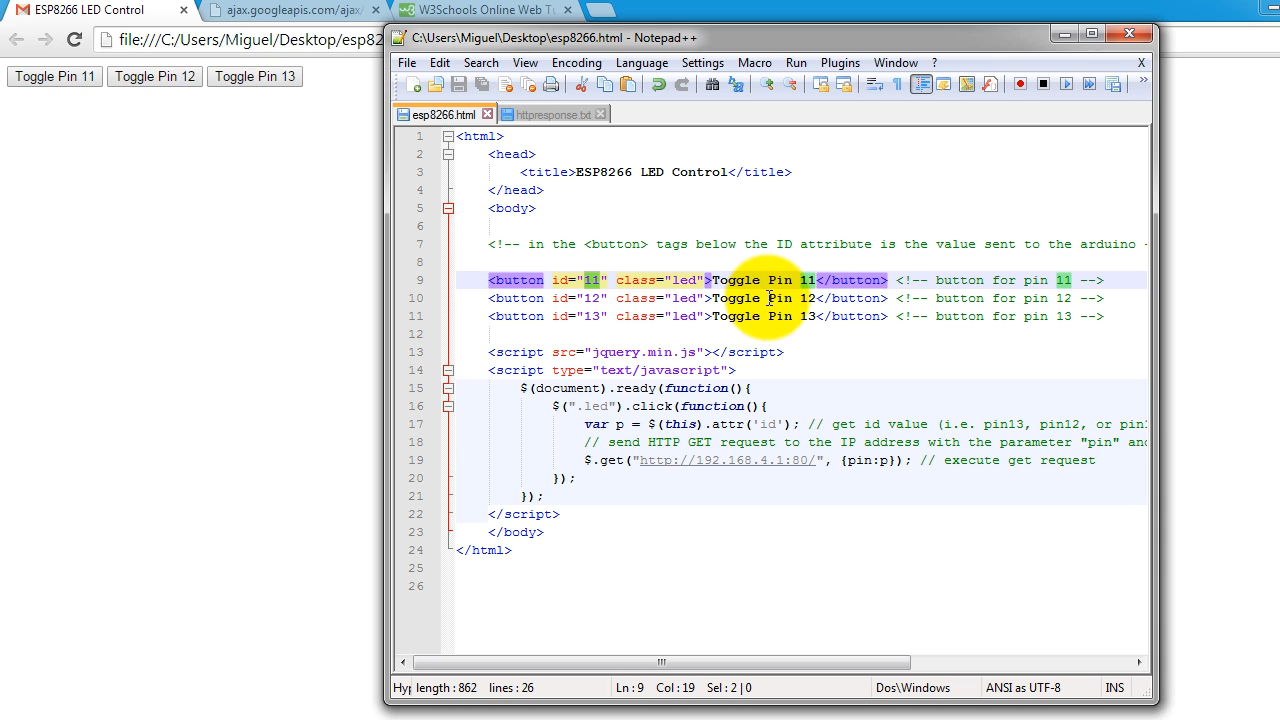 ESP8266 LED Control
ajax.googleapis.com/ajax/
W3Schools Online Web Tu
file:///C:/Users/Miguel/Desktop/esp82
Toggle Pin 11 Toggle Pin 12 Toggle Pin 13
C:\Users\Miguel\Desktop\esp8266.html - Notepad++
File Edit Search View Encoding Language Settings Macro Run Plugins Window ? X
esp8266.html httpresponse.txt
1 <html>
2 <head>
3 <title>ESP8266 LED Control</title>
4 </head>
5 <body>
6
7 <!-- in the <button> tags below the ID attribute is the value sent to the arduino -
8
9 <button id="11" class="led">Toggle Pin 11</button> <!-- button for pin 11 -->
10 <button id="12" class="led">Toggle Pin 12</button> <!-- button for pin 12 -->
11 <button id="13" class="led">Toggle Pin 13</button> <!-- button for pin 13 -->
12
13 <script src="jquery.min.js"></script>
14 <script type="text/javascript">
15 $(document).ready(function(){
16 $(".led").click(function(){
17 var p = $(this).attr('id'); // get id value (i.e. pin13, pin12, or pin1
18 // send HTTP GET request to the IP address with the parameter "pin" and
19 $.get("http://192.168.4.1:80/", {pin:p}); // execute get request
20 });
21 });
22 </script>
23 </body>
24 </html>
25
26
Hyp length : 862 lines : 26 Ln : 9 Col : 19 Sel : 2 | 0 Dos\Windows ANSI as UTF-8 INS